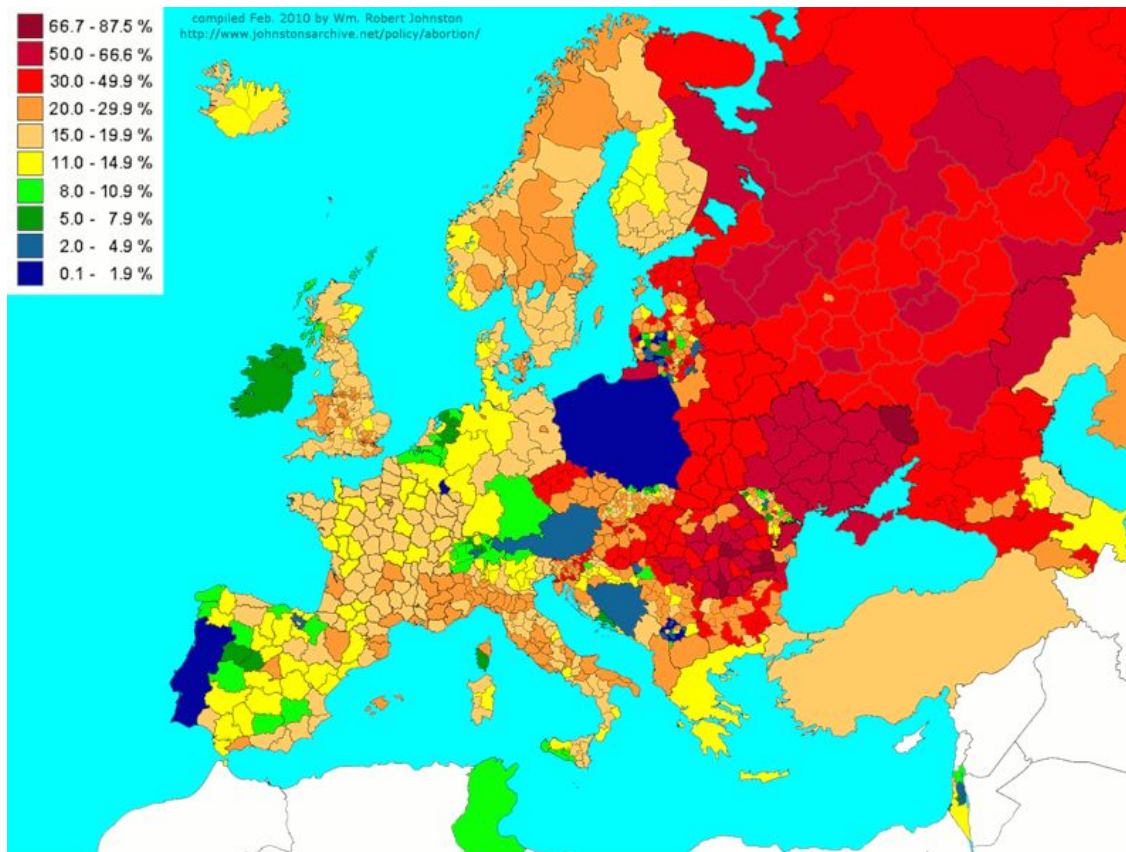 compiled Feb. 2010 by Wm. Robert Johnston
http://www.johnstonsarchive.net/policy/abortion/
66.7 - 87.5 %
50.0 - 66.6 %
30.0 - 49.9 %
20.0 - 29.9 %
15.0 - 19.9 %
11.0 - 14.9 %
8.0 - 10.9 %
5.0 - 7.9 %
2.0 - 4.9 %
0.1 - 1.9 %